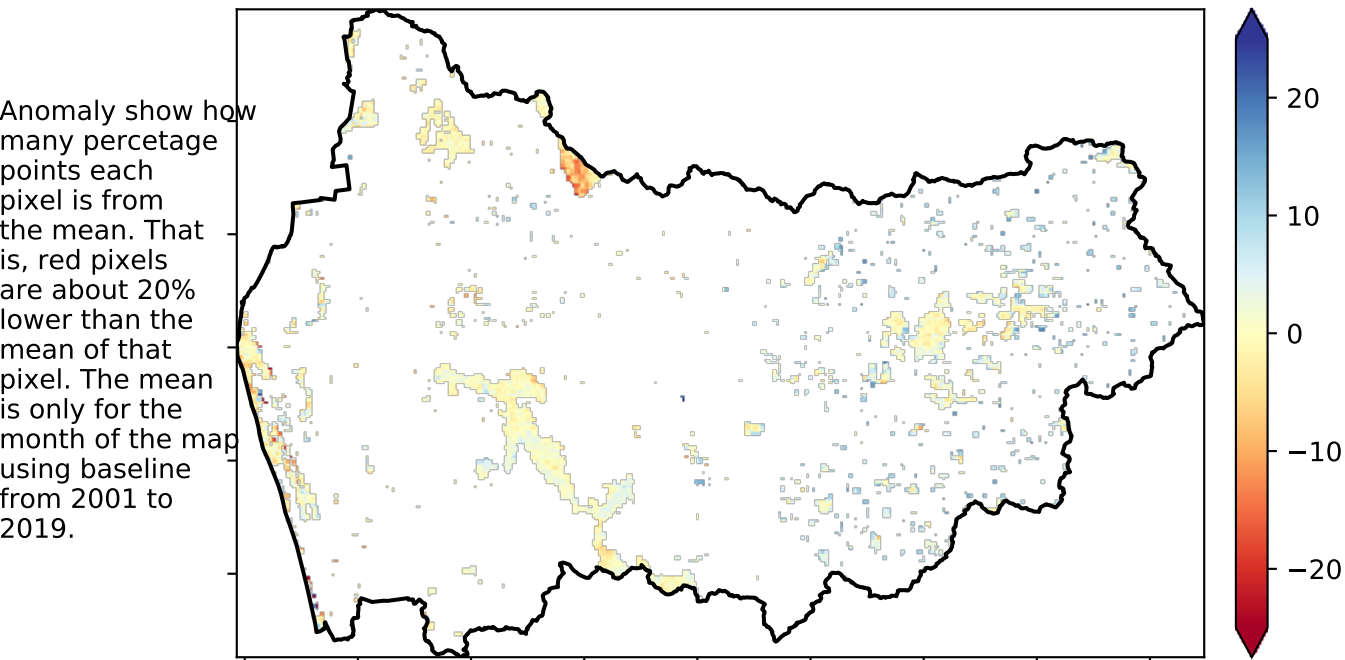 Anomaly show how
many percetage
points each
pixel is from
the mean. That
is, red pixels
are about 20%
lower than the
mean of that
pixel. The mean
is only for the
month of the map
using baseline
from 2001 to
2019.
20
10
0
−10
−20